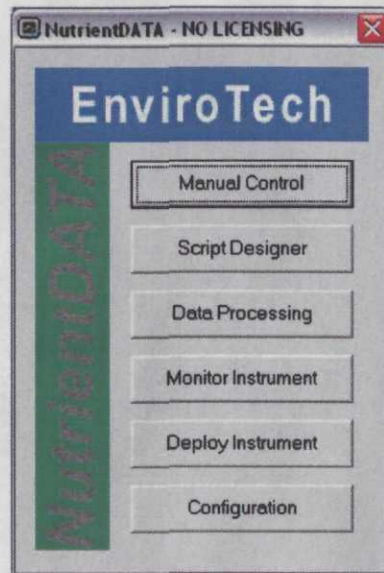 NutrientDATA - NO LICENSING
EnviroTech
NutrientDATA
Manual Control
Script Designer
Data Processing
Monitor Instrument
Deploy Instrument
Configuration